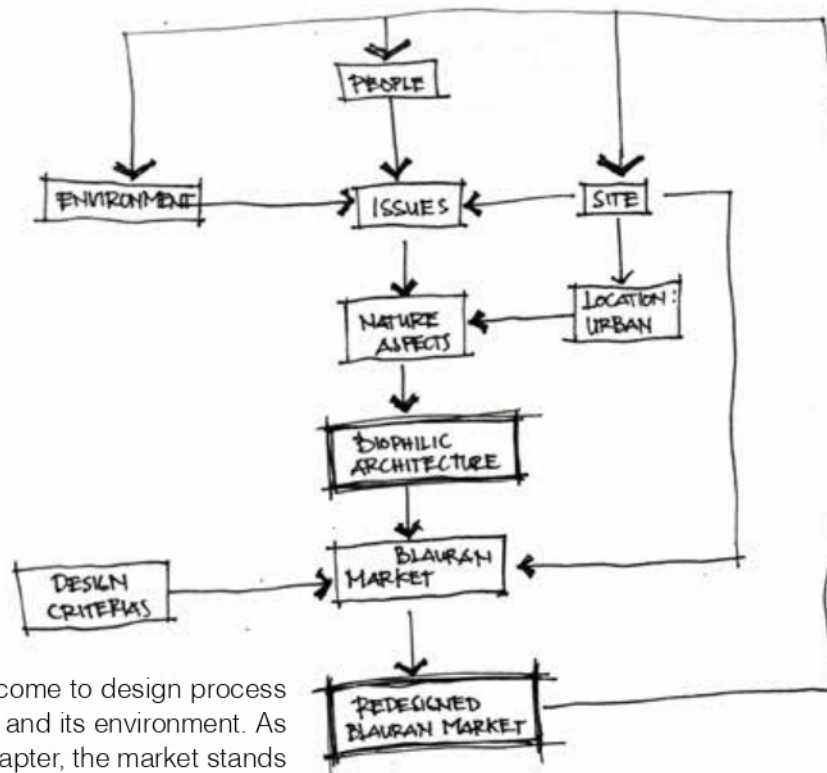 PEOPLE
ENVIRONMENT
ISSUES
SITE
NATURE
ASPECTS
LOCATION:
URBAN
BIOPHILIC
ARCHITECTURE
BLAURAN
MARKET
DESIGN
CRITERIAS
REDESIGNED
BLAURAN MARKET
come to design process
and its environment. As
apter, the market stands